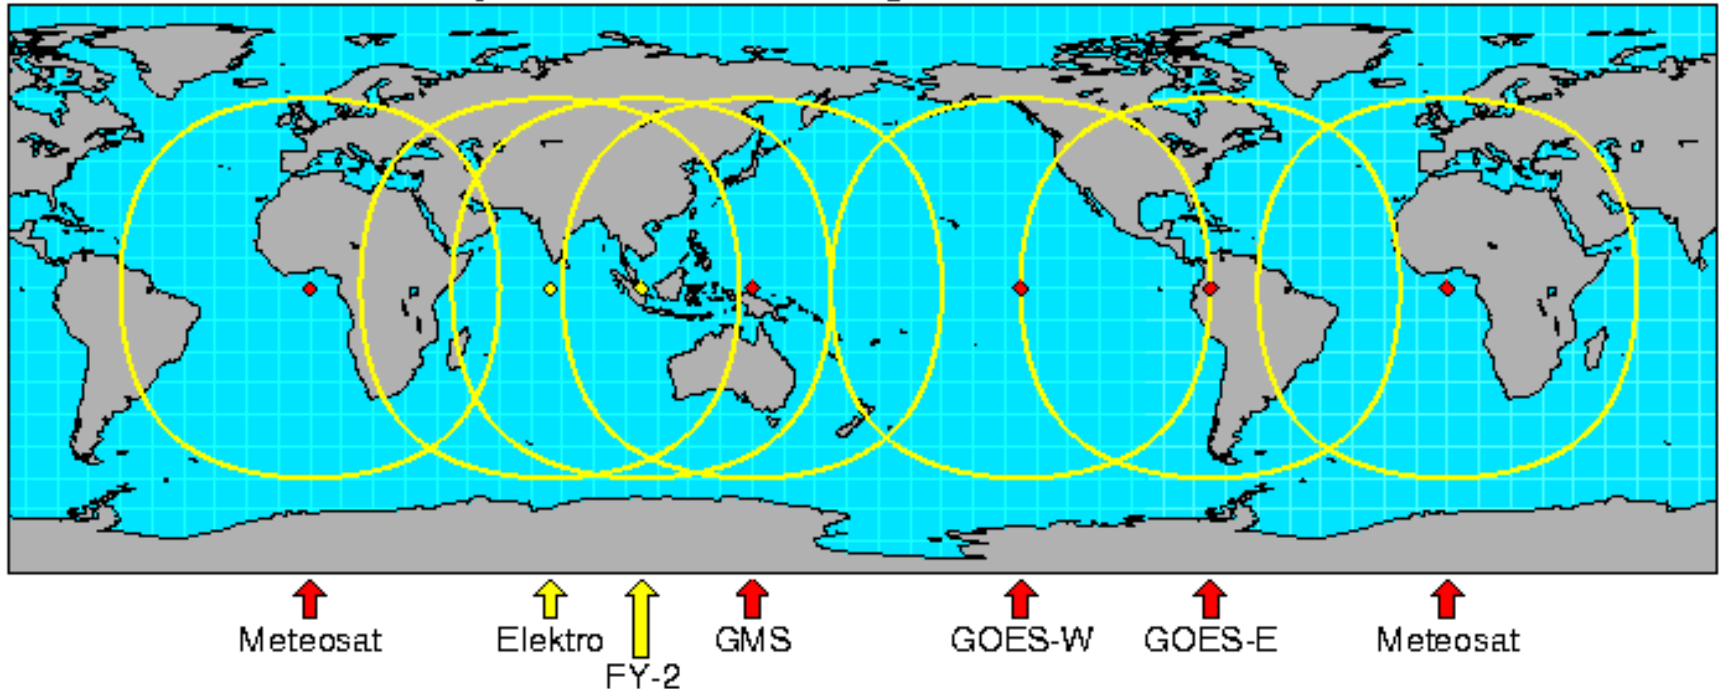 Meteosat
Elektro
FY-2
GMS
GOES-W
GOES-E
Meteosat